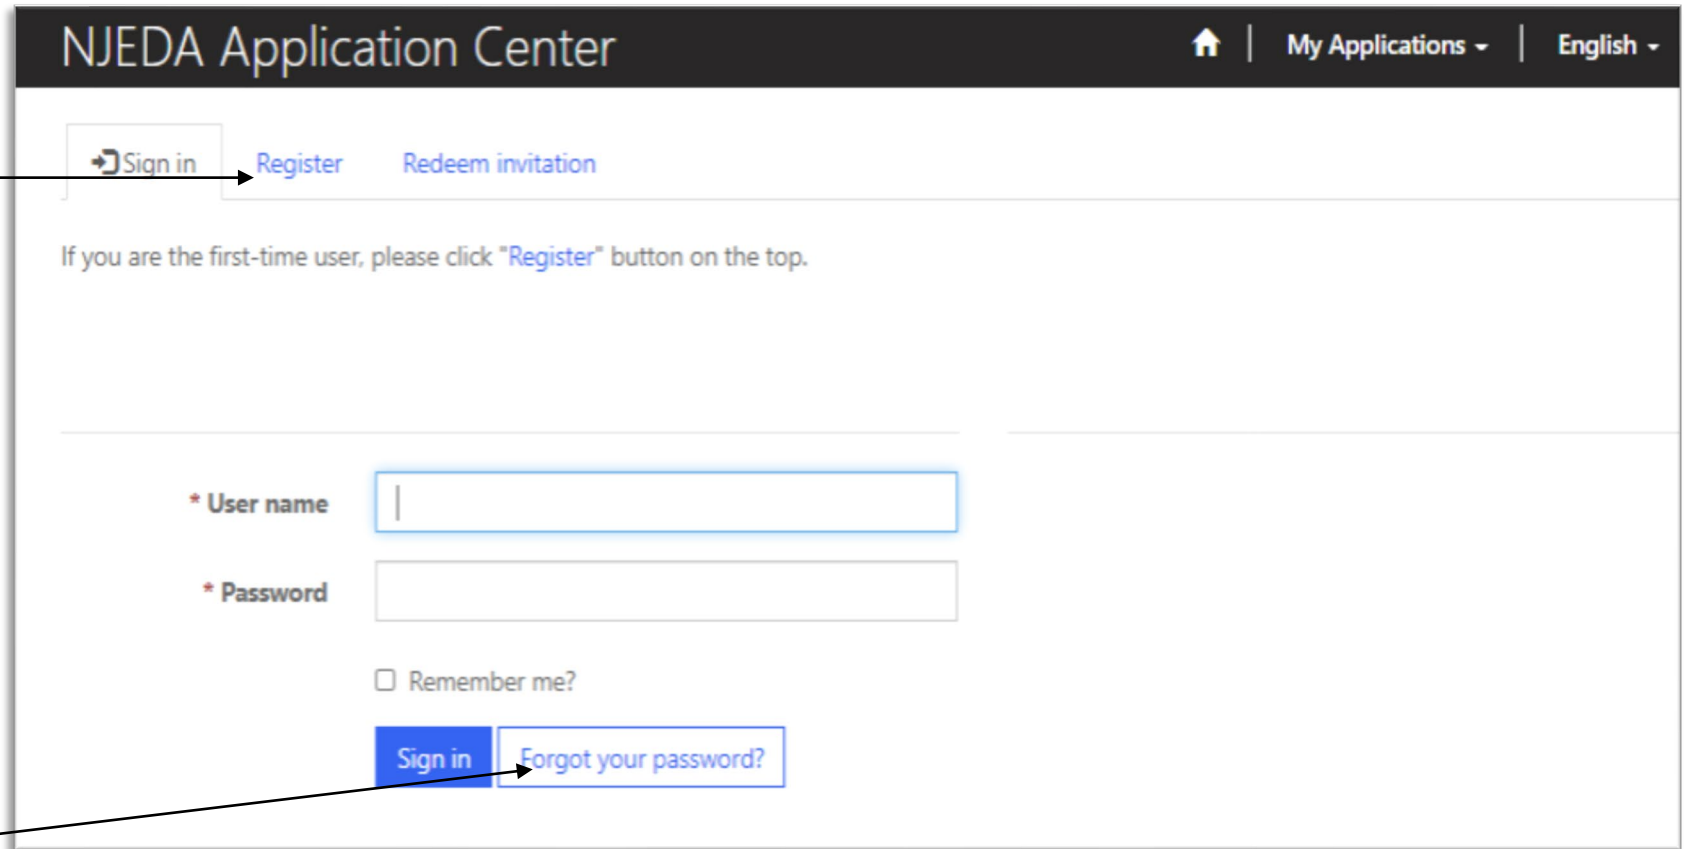 NJEDA Application Center
My Applications
English
Sign in
Register
Redeem invitation
If you are the first-time user, please click "Register" button on the top.
* User name
* Password
Remember me?
Sign in
Forgot your password?